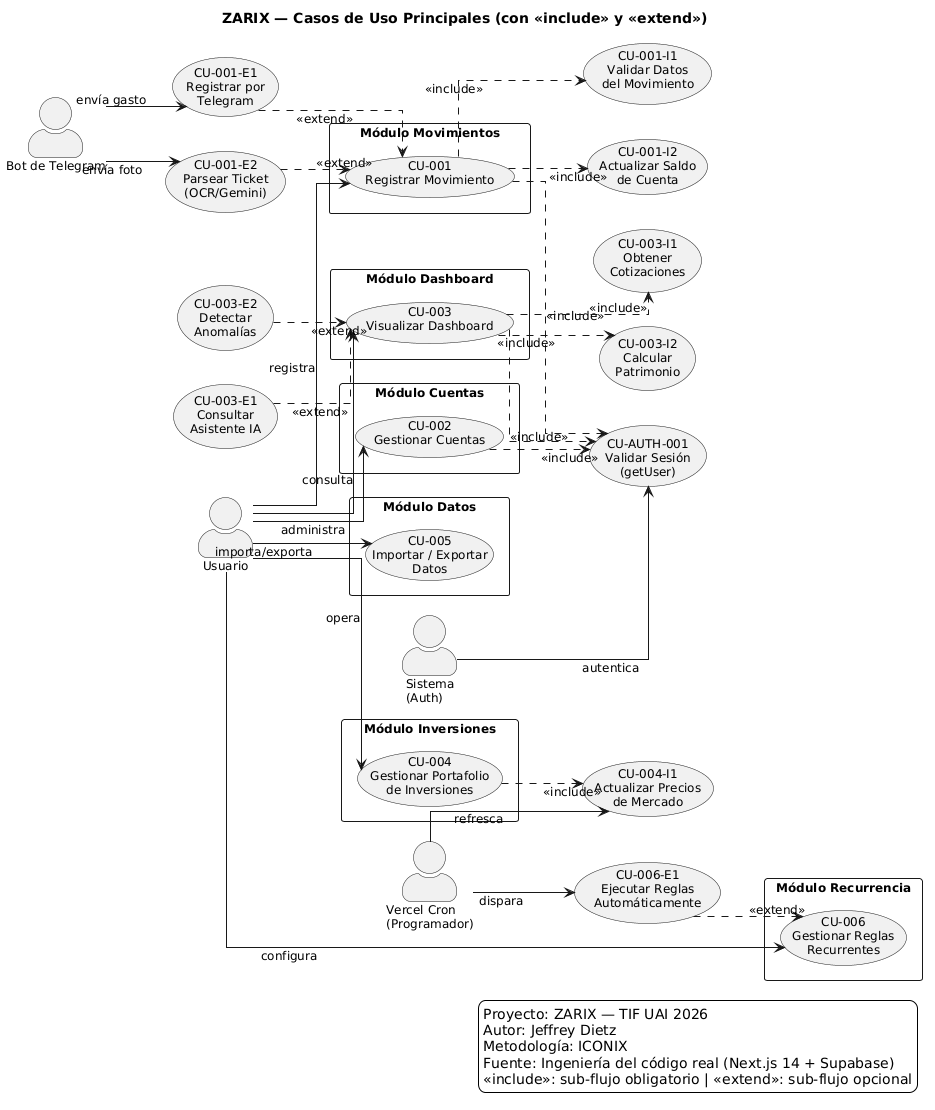 ZARIX — Casos de Uso Principales (con «include» y «extend»)
CU-001-E1
Registrar por
Telegram
CU-001-I1
Validar Datos
del Movimiento
envía gasto
«include»
«extend»
Módulo Movimientos
Bot de Telegram
envía foto
CU-001-E2
Parsear Ticket
(OCR/Gemini)
«extend»
CU-001
Registrar Movimiento
«include»
CU-001-I2
Actualizar Saldo
de Cuenta
CU-003-I1
Obtener
Cotizaciones
Módulo Dashboard
CU-003-E2
Detectar
Anomalías
«extend»
CU-003
Visualizar Dashboard
«include»
«include»
«include»
CU-003-I2
Calcular
Patrimonio
registra
CU-003-E1
Consultar
Asistente IA
«extend»
Módulo Cuentas
CU-002
Gestionar Cuentas
«include»
«include»
CU-AUTH-001
Validar Sesión
(getUser)
consulta
Módulo Datos
administra
importa/exporta
Usuario
CU-005
Importar / Exportar
Datos
opera
Sistema
(Auth)
autentica
Módulo Inversiones
CU-004
Gestionar Portafolio
de Inversiones
«include»
CU-004-I1
Actualizar Precios
de Mercado
refresca
Vercel Cron
(Programador)
dispara
CU-006-E1
Ejecutar Reglas
Automáticamente
«extend»
Módulo Recurrencia
CU-006
Gestionar Reglas
Recurrentes
configura
Proyecto: ZARIX — TIF UAI 2026
Autor: Jeffrey Dietz
Metodología: ICONIX
Fuente: Ingeniería del código real (Next.js 14 + Supabase)
«include»: sub-flujo obligatorio | «extend»: sub-flujo opcional